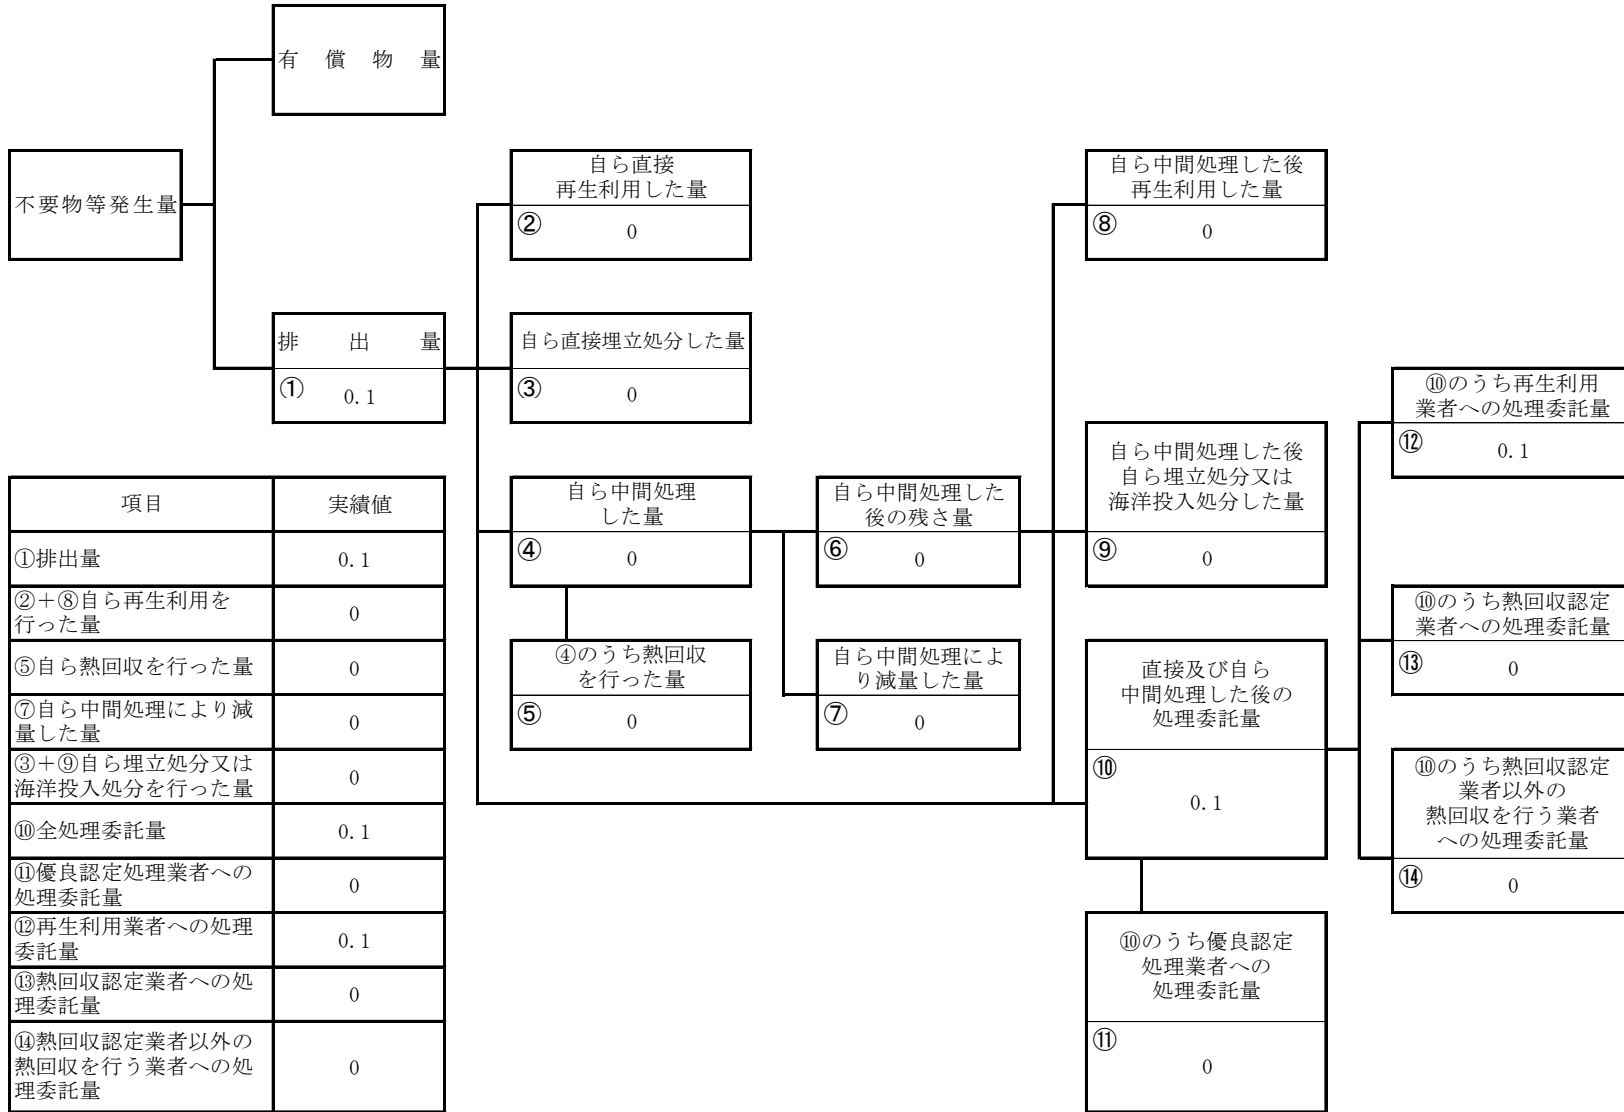 有償物量
不要物等発生量
排出量
① 0.1
自ら直接
再生利用した量
② 0
自ら直接埋立処分した量
③ 0
自ら中間処理
した量
④ 0
④のうち熱回収
を行った量
⑤ 0
自ら中間処理した
後の残さ量
⑥ 0
自ら中間処理によ
り減量した量
⑦ 0
自ら中間処理した後
再生利用した量
⑧ 0
自ら中間処理した後
自ら埋立処分又は
海洋投入処分した量
⑨ 0
直接及び自ら
中間処理した後の
処理委託量
⑩
0.1
⑩のうち優良認定
処理業者への
処理委託量
⑪
0
⑩のうち再生利用
業者への処理委託量
⑫ 0.1
⑩のうち熱回収認定
業者への処理委託量
⑬ 0
⑩のうち熱回収認定
業者以外の
熱回収を行う業者
への処理委託量
⑭ 0
項目 実績値
①排出量 0.1
②+⑧自ら再生利用を
行った量 0
⑤自ら熱回収を行った量 0
⑦自ら中間処理により減
量した量 0
③+⑨自ら埋立処分又は
海洋投入処分を行った量 0
⑩全処理委託量 0.1
⑪優良認定処理業者への
処理委託量 0
⑫再生利用業者への処理
委託量 0.1
⑬熱回収認定業者への処
理委託量 0
⑭熱回収認定業者以外の
熱回収を行う業者への処 0
理委託量